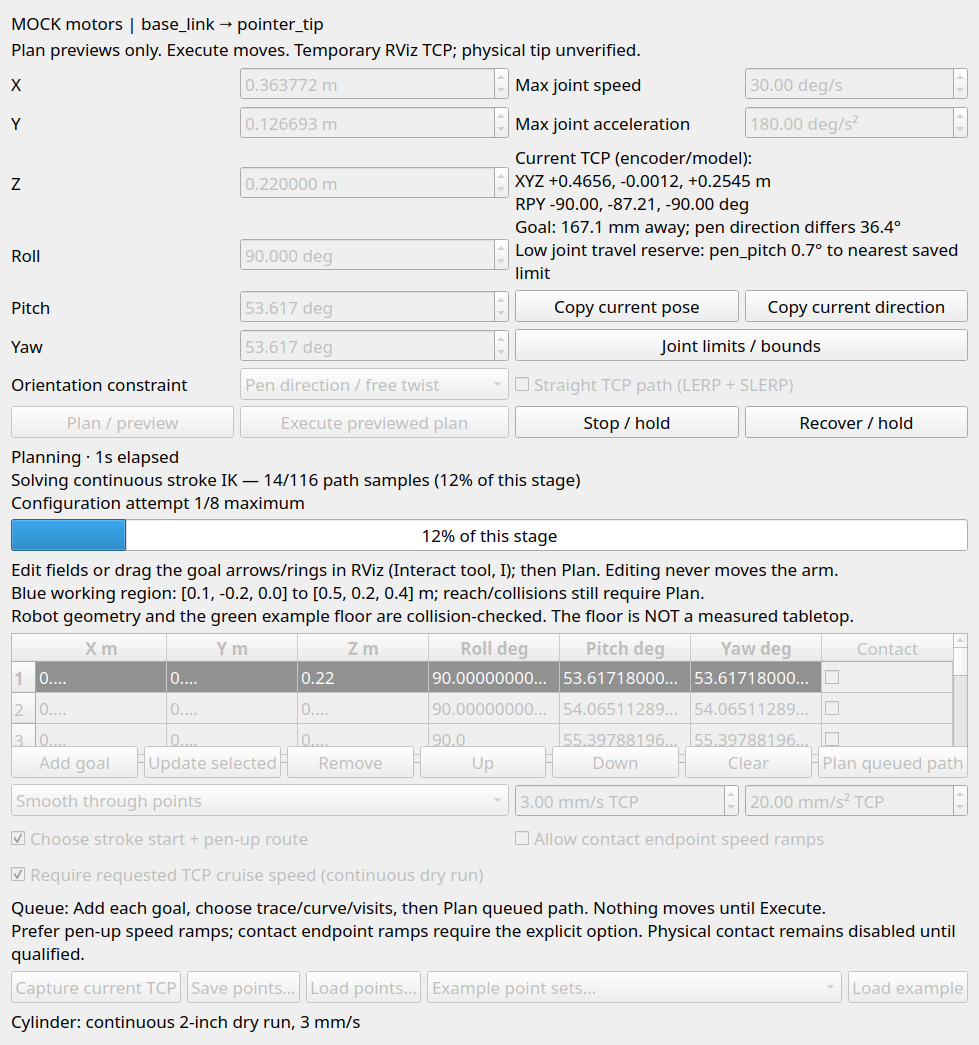 MOCK motors | base_link → pointer_tip
Plan previews only. Execute moves. Temporary RViz TCP; physical tip unverified.
X 0.363772 m Max joint speed 30.00 deg/s
Y 0.126693 m Max joint acceleration 180.00 deg/s²
Z 0.220000 m
Current TCP (encoder/model):
XYZ +0.4656, -0.0012, +0.2545 m
RPY -90.00, -87.21, -90.00 deg
Goal: 167.1 mm away; pen direction differs 36.4°
Low joint travel reserve: pen_pitch 0.7° to nearest saved
limit
Roll 90.000 deg
Pitch 53.617 deg Copy current pose Copy current direction
Yaw 53.617 deg Joint limits / bounds
Orientation constraint Pen direction / free twist Straight TCP path (LERP + SLERP)
Plan / preview Execute previewed plan Stop / hold Recover / hold
Planning · 1s elapsed
Solving continuous stroke IK — 14/116 path samples (12% of this stage)
Configuration attempt 1/8 maximum
12% of this stage
Edit fields or drag the goal arrows/rings in RViz (Interact tool, I); then Plan. Editing never moves the arm.
Blue working region: [0.1, -0.2, 0.0] to [0.5, 0.2, 0.4] m; reach/collisions still require Plan.
Robot geometry and the green example floor are collision-checked. The floor is NOT a measured tabletop.
X m Y m Z m Roll deg Pitch deg Yaw deg Contact
1 0.... 0.... 0.22 90.00000000... 53.61718000... 53.61718000...
2 0.... 0.... 0.... 90.00000000... 54.06511289... 54.06511289...
3 0.... 0.... 0.... 90.0 55.39788196... 55.39788196...
Add goal Update selected Remove Up Down Clear Plan queued path
Smooth through points 3.00 mm/s TCP 20.00 mm/s² TCP
Choose stroke start + pen-up route Allow contact endpoint speed ramps
Require requested TCP cruise speed (continuous dry run)
Queue: Add each goal, choose trace/curve/visits, then Plan queued path. Nothing moves until Execute.
Prefer pen-up speed ramps; contact endpoint ramps require the explicit option. Physical contact remains disabled until
qualified.
Capture current TCP Save points... Load points... Example point sets... Load example
Cylinder: continuous 2-inch dry run, 3 mm/s